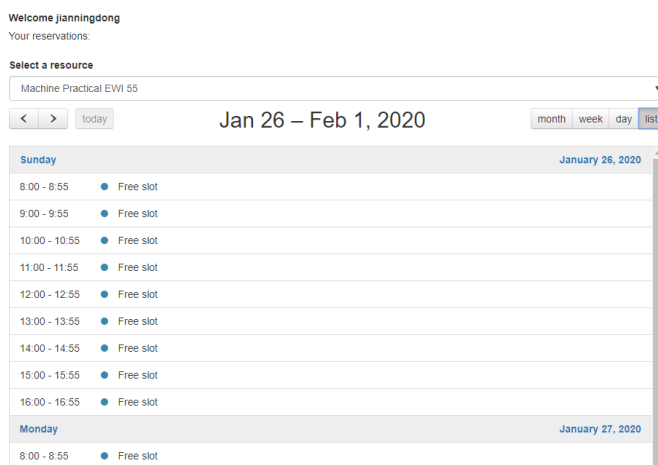 Welcome jianningdong
Your reservations:
Select a resource
Machine Practical EWI 55
today
Jan 26 – Feb 1, 2020
month week day list
Sunday January 26, 2020
8:00 - 8:55 Free slot
9:00 - 9:55 Free slot
10:00 - 10:55 Free slot
11:00 - 11:55 Free slot
12:00 - 12:55 Free slot
13:00 - 13:55 Free slot
14:00 - 14:55 Free slot
15:00 - 15:55 Free slot
16:00 - 16:55 Free slot
Monday January 27, 2020
8:00 - 8:55 Free slot